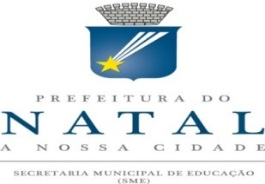 PREFEITURA DO
NATAL
A NOSSA CIDADE
SECRETARIA MUNICIPAL DE EDUCAÇÃO
(SME)